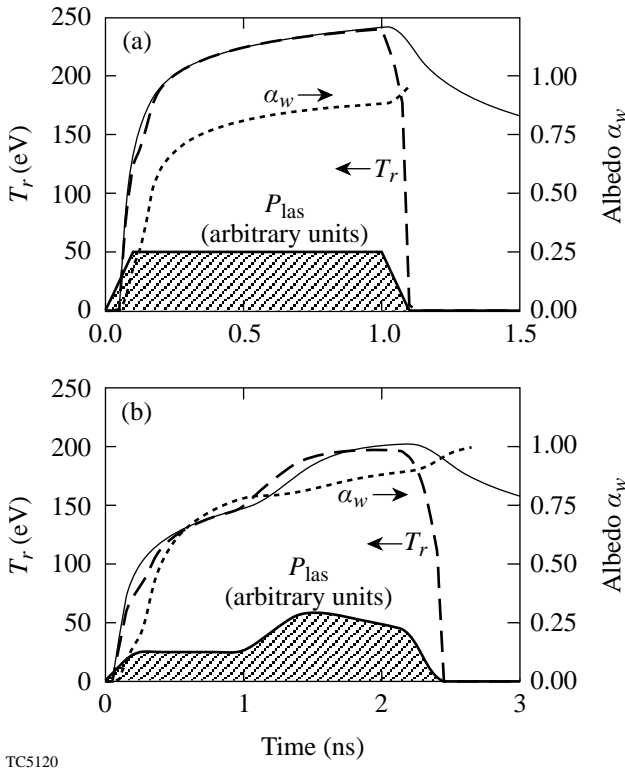 250
(a)
200
1.00
α_w
150
0.75
T_r (eV)
Albedo α_w
T_r
100
P_las
0.50
(arbitrary units)
50
0.25
0
0.00
0.0
0.5
1.0
1.5
250
(b)
200
1.00
150
α_w
0.75
T_r (eV)
Albedo α_w
T_r
100
P_las
0.50
(arbitrary units)
50
0.25
0
0.00
0
1
2
3
Time (ns)
TC5120